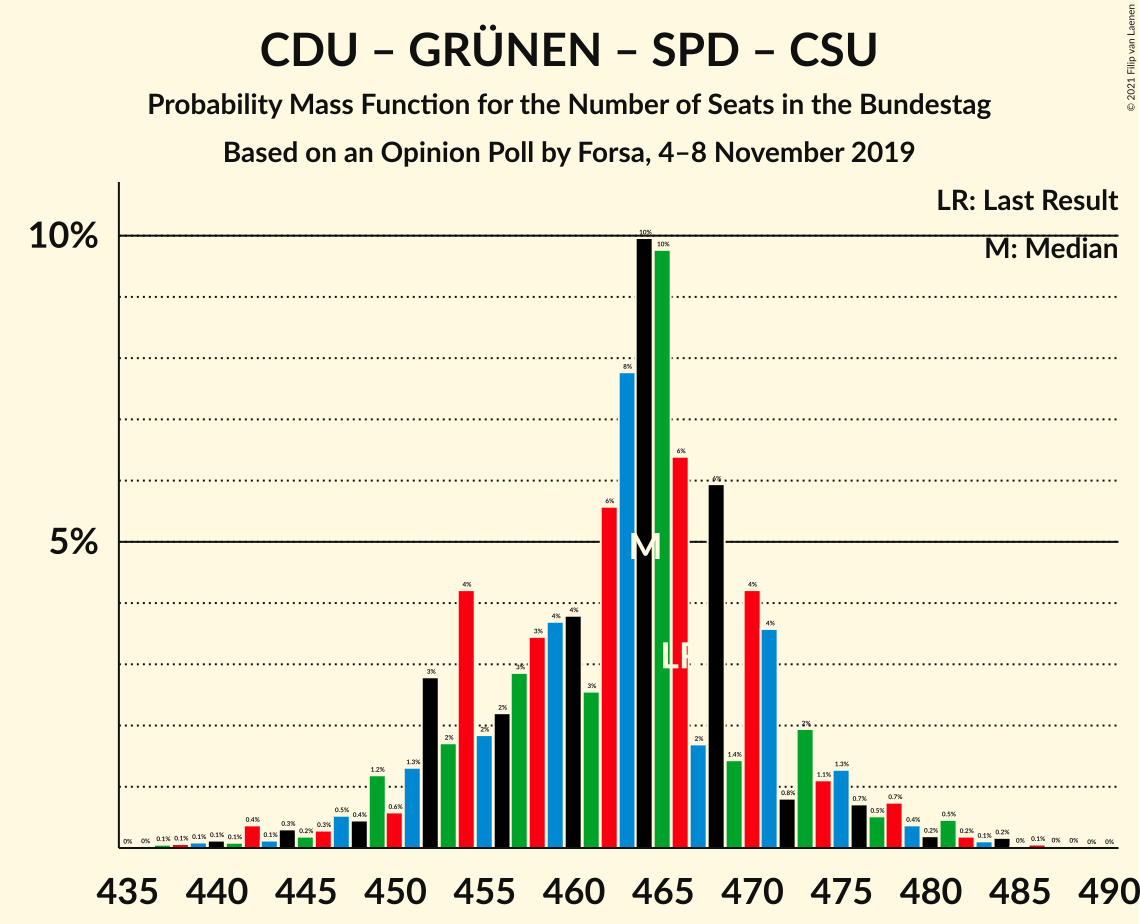 CDU – GRÜNEN – SPD – CSU
Probability Mass Function for the Number of Seats in the Bundestag
Based on an Opinion Poll by Forsa, 4–8 November 2019
© 2021 Filip van Laenen
LR: Last Result
M: Median
10%
5%
0% 0% 0.1% 0.1% 0.1% 0.1% 0.1% 0.4% 0.1% 0.3% 0.2% 0.3% 0.5% 0.4% 1.2% 0.6% 1.3% 3% 2% 4% 2% 2% 3% 3% 4% 4% 3% 6% 8% 10% 10% 6% 2% 6% 1.4% 4% 4% 0.8% 2% 1.1% 1.3% 0.7% 0.5% 0.7% 0.4% 0.2% 0.5% 0.2% 0.1% 0.2% 0% 0.1% 0% 0% 0% 0%
M
LR
435 440 445 450 455 460 465 470 475 480 485 490